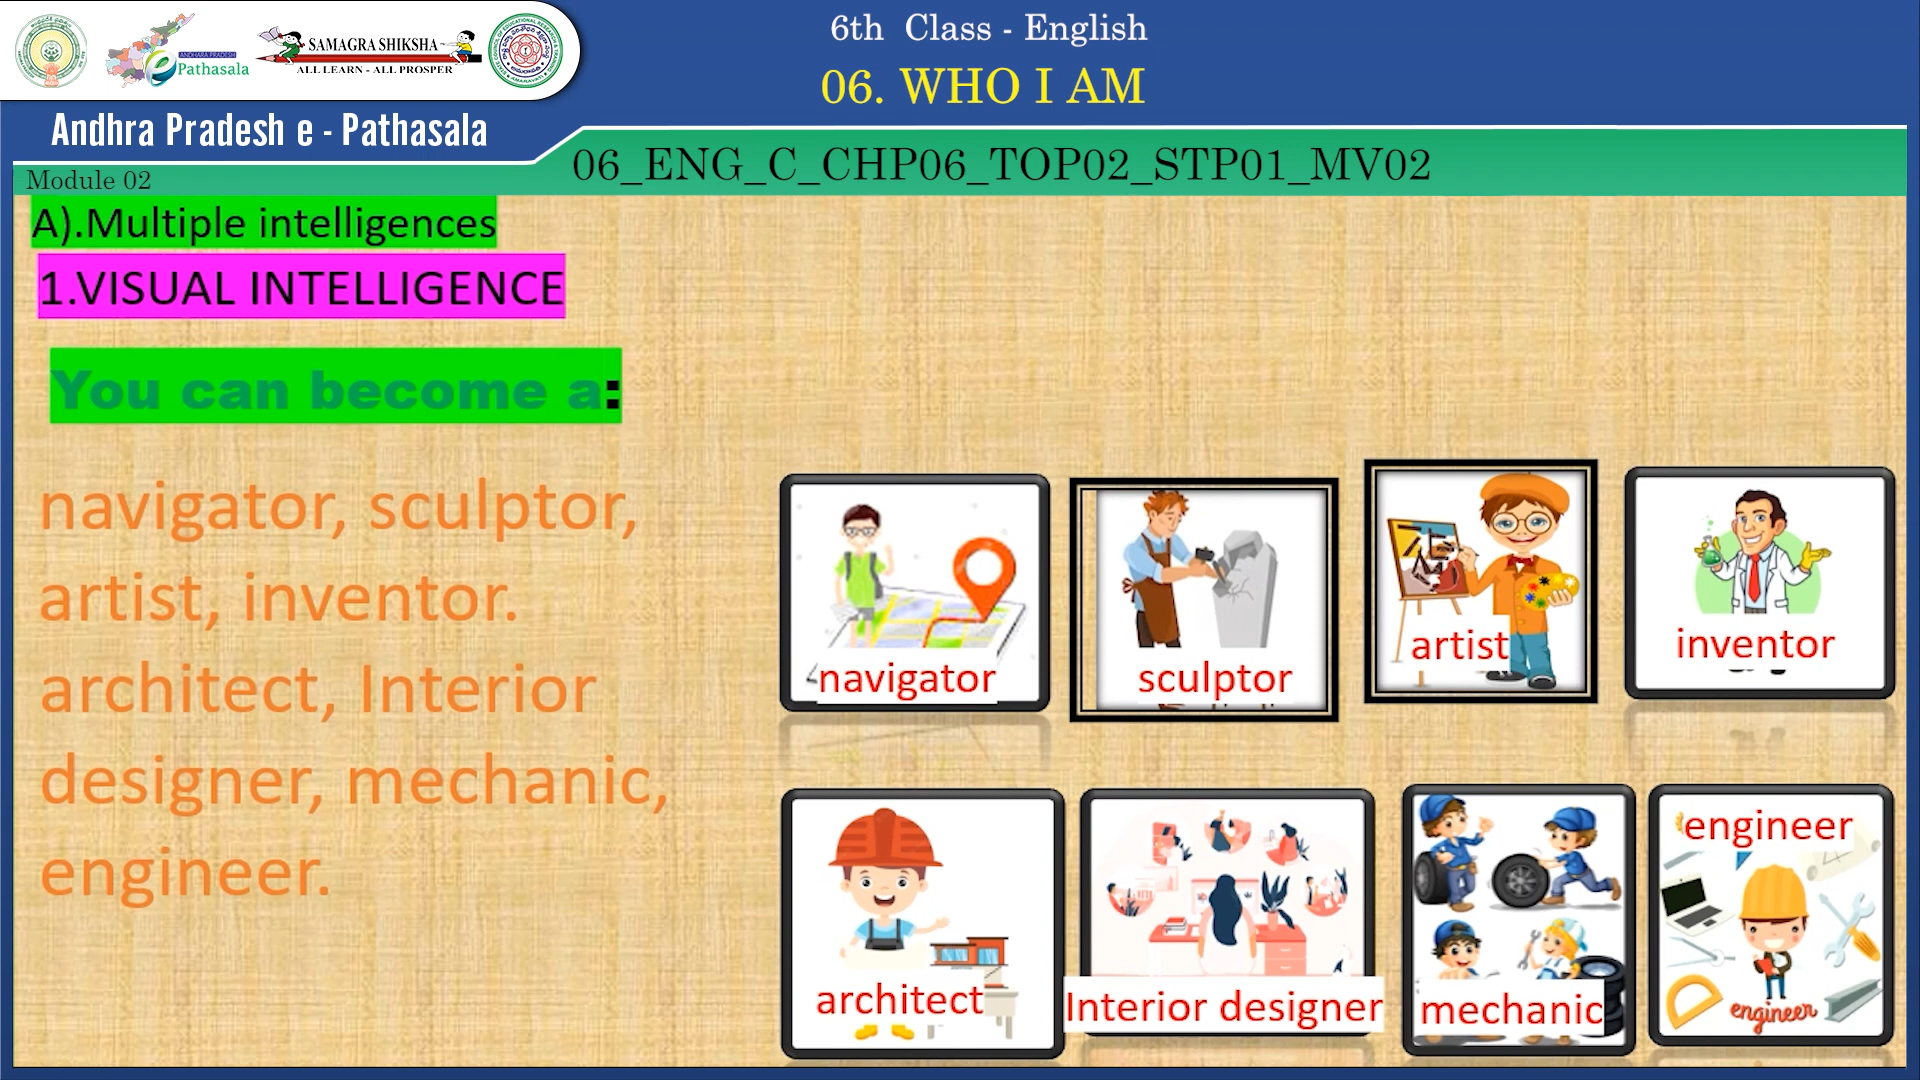 6th Class - English
06. WHO I AM
ANDHRA PRADESH
e Pathasala
SAMAGRA SHIKSHA
ALL LEARN - ALL PROSPER
Andhra Pradesh e - Pathasala
06_ENG_C_CHP06_TOP02_STP01_MV02
Module 02
A).Multiple intelligences
1.VISUAL INTELLIGENCE
You can become a:
navigator, sculptor,
artist, inventor.
architect, Interior
designer, mechanic,
engineer.
navigator
sculptor
artist
inventor
architect
Interior designer
mechanic
engineer
engineer